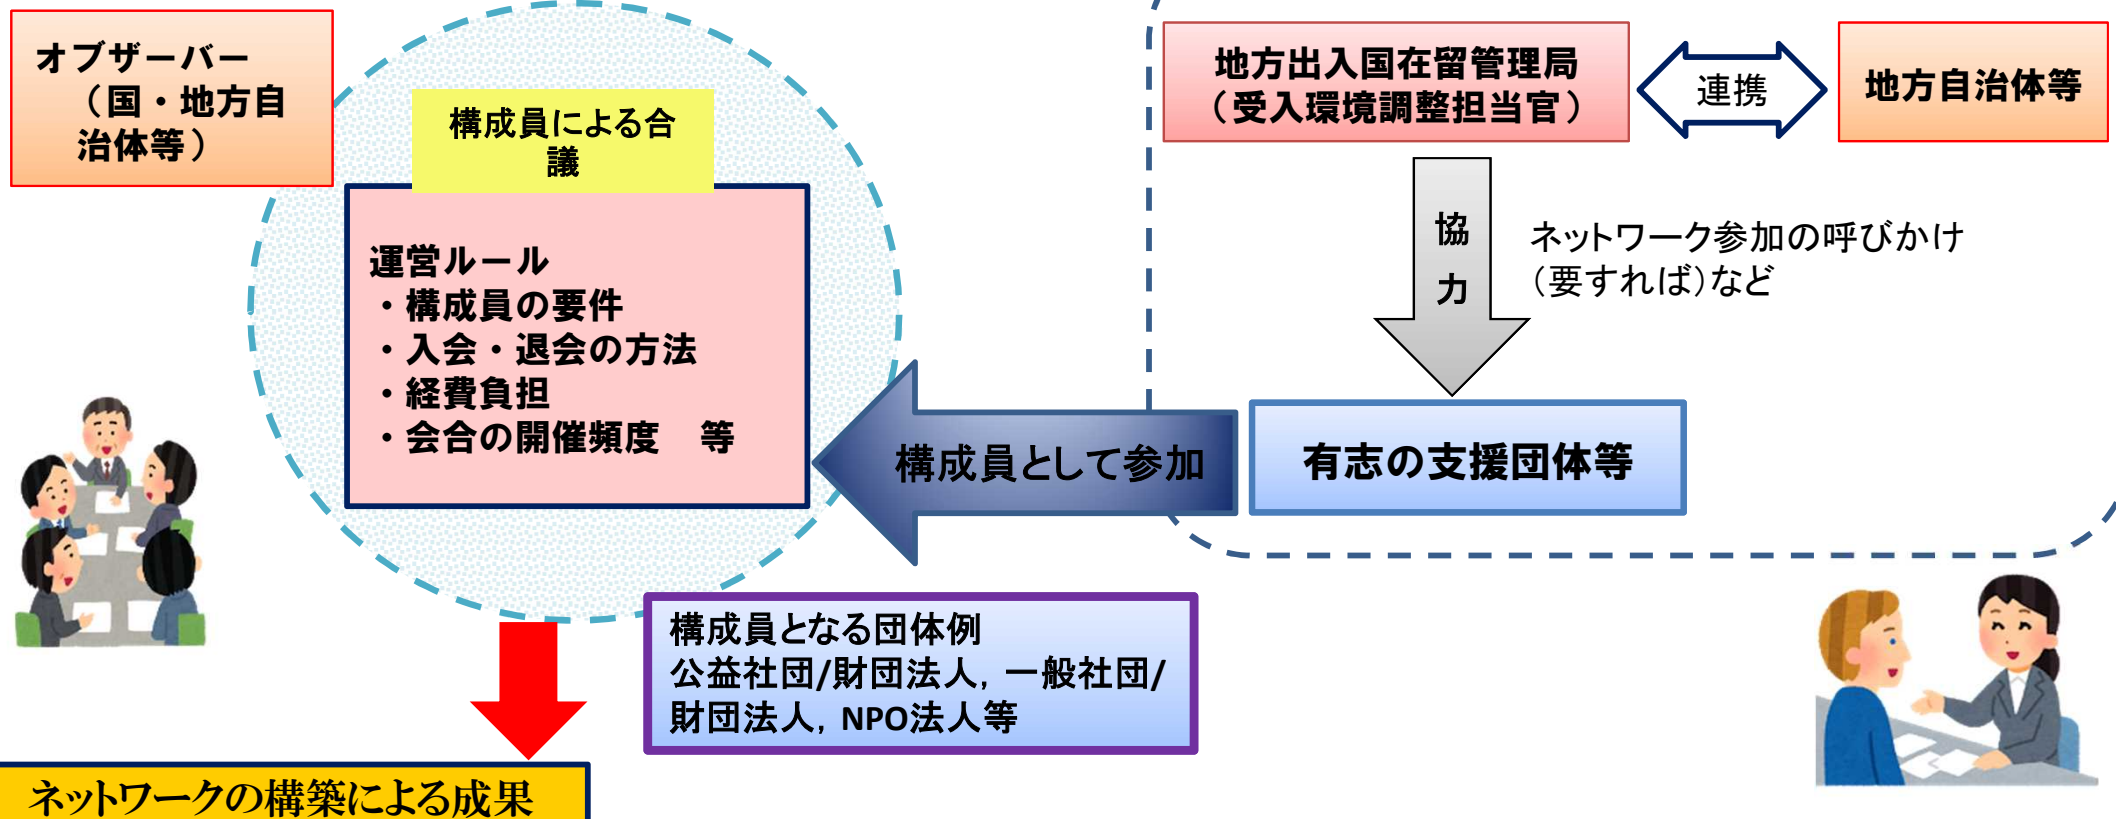 オブザーバー
（国・地方自
治体等）
構成員による合
議
運営ルール
・構成員の要件
・入会・退会の方法
・経費負担
・会合の開催頻度　等
地方出入国在留管理局
（受入環境調整担当官）
連携
地方自治体等
協
力
ネットワーク参加の呼びかけ
（要すれば）など
構成員として参加
有志の支援団体等
構成員となる団体例
公益社団/財団法人，一般社団/
財団法人，NPO法人等
ネットワークの構築による成果